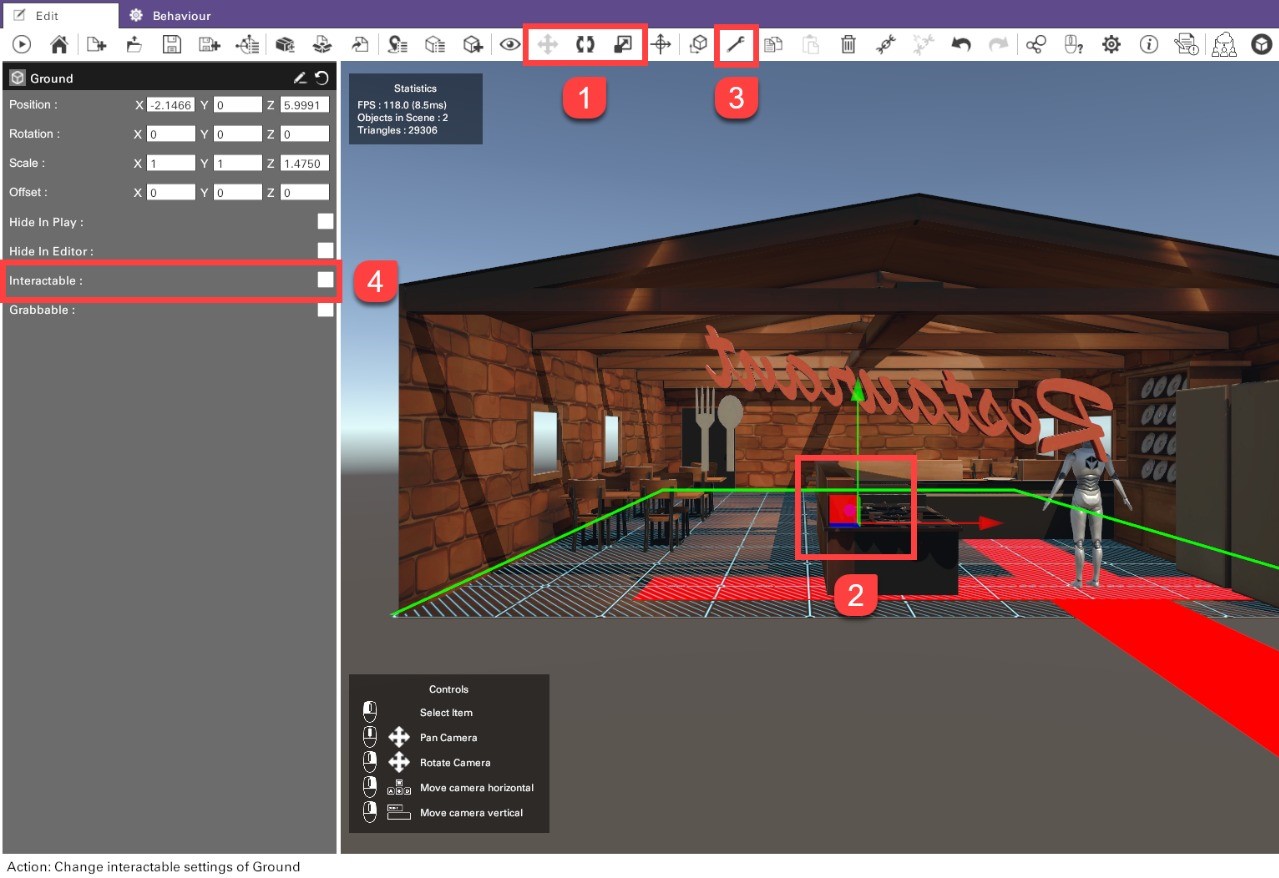 Edit
Behaviour
1
3
Ground
Position : X -2.1466 Y 0 Z 5.9991
Rotation : X 0 Y 0 Z 0
Scale : X 1 Y 1 Z 1.4750
Offset : X 0 Y 0 Z 0
Hide In Play :
Hide In Editor :
Interactable :
4
Grabbable :
Statistics
FPS : 118.0 (8.5ms)
Objects in Scene : 2
Triangles : 29306
Restaurant
2
Controls
Select Item
Pan Camera
Rotate Camera
A S D
Move camera horizontal
Move camera vertical
Action: Change interactable settings of Ground